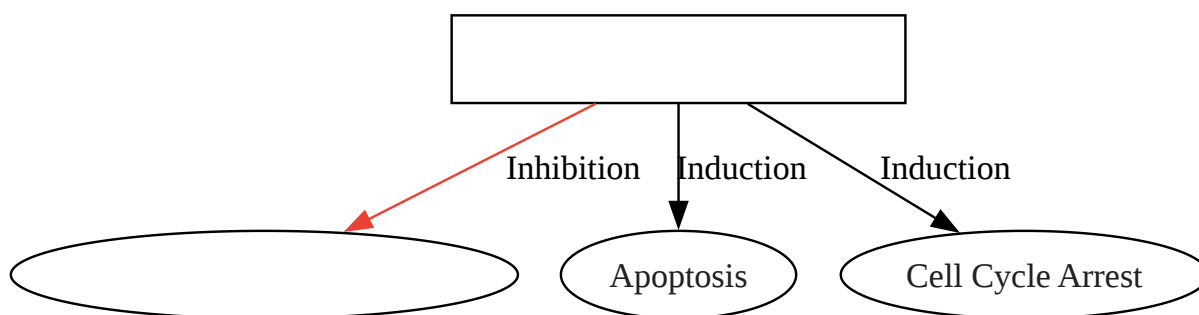 Inhibition
Induction
Induction
Apoptosis
Cell Cycle Arrest